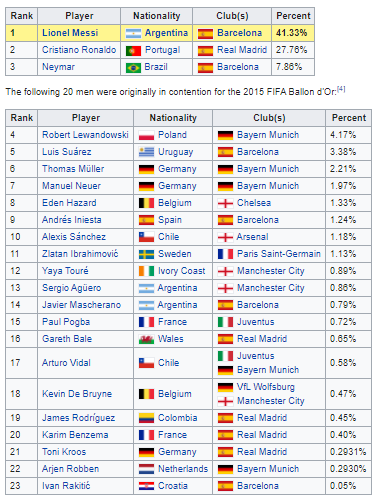 Rank Player Nationality Club(s) Percent
1 Lionel Messi Argentina Barcelona 41.33%
2 Cristiano Ronaldo Portugal Real Madrid 27.76%
3 Neymar Brazil Barcelona 7.86%
The following 20 men were originally in contention for the 2015 FIFA Ballon d'Or:[4]
Rank Player Nationality Club(s) Percent
4 Robert Lewandowski Poland Bayern Munich 4.17%
5 Luis Suárez Uruguay Barcelona 3.38%
6 Thomas Müller Germany Bayern Munich 2.21%
7 Manuel Neuer Germany Bayern Munich 1.97%
8 Eden Hazard Belgium Chelsea 1.33%
9 Andrés Iniesta Spain Barcelona 1.24%
10 Alexis Sánchez Chile Arsenal 1.18%
11 Zlatan Ibrahimović Sweden Paris Saint-Germain 1.13%
12 Yaya Touré Ivory Coast Manchester City 0.89%
13 Sergio Agüero Argentina Manchester City 0.86%
14 Javier Mascherano Argentina Barcelona 0.79%
15 Paul Pogba France Juventus 0.72%
16 Gareth Bale Wales Real Madrid 0.65%
17 Arturo Vidal Chile Juventus 0.58%
Bayern Munich
18 Kevin De Bruyne Belgium VfL Wolfsburg 0.47%
Manchester City
19 James Rodríguez Colombia Real Madrid 0.45%
20 Karim Benzema France Real Madrid 0.40%
21 Toni Kroos Germany Real Madrid 0.2931%
22 Arjen Robben Netherlands Bayern Munich 0.2930%
23 Ivan Rakitić Croatia Barcelona 0.05%